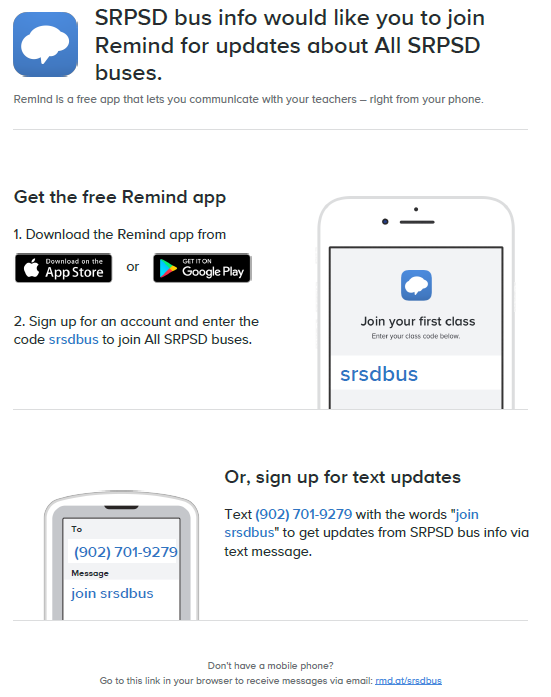 SRPSD bus info would like you to join
Remind for updates about All SRPSD
buses.
Remind is a free app that lets you communicate with your teachers – right from your phone.
Get the free Remind app
1. Download the Remind app from
Download on the
App Store
or
GET IT ON
Google Play
2. Sign up for an account and enter the
code srsdbus to join All SRPSD buses.
Join your first class
Enter your class code below.
srsdbus
Or, sign up for text updates
Text (902) 701-9279 with the words "join
srsdbus" to get updates from SRPSD bus info via
text message.
To
(902) 701-9279
Message
join srsdbus
Don't have a mobile phone?
Go to this link in your browser to receive messages via email: rmd.at/srsdbus